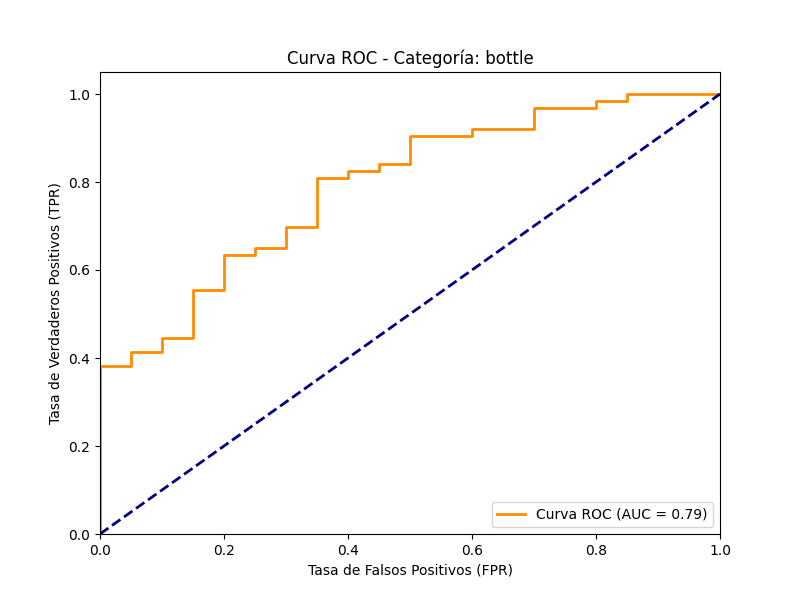 Curva ROC - Categoría: bottle
Tasa de Verdaderos Positivos (TPR)
1.0
0.8
0.6
0.4
0.2
0.0
0.0 0.2 0.4 0.6 0.8 1.0
Tasa de Falsos Positivos (FPR)
Curva ROC (AUC = 0.79)